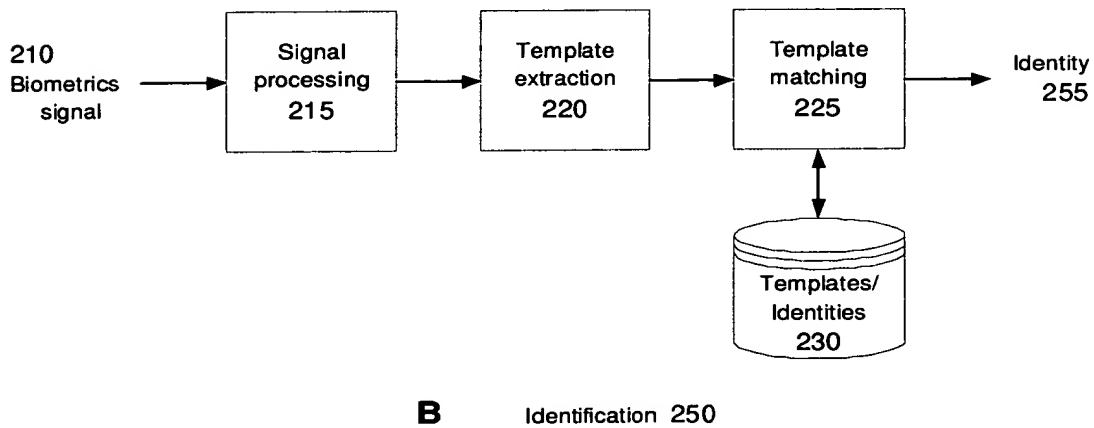 210
Biometrics
signal
Signal
processing
215
Template
extraction
220
Template
matching
225
Identity
255
Templates/
Identities
230
B Identification 250